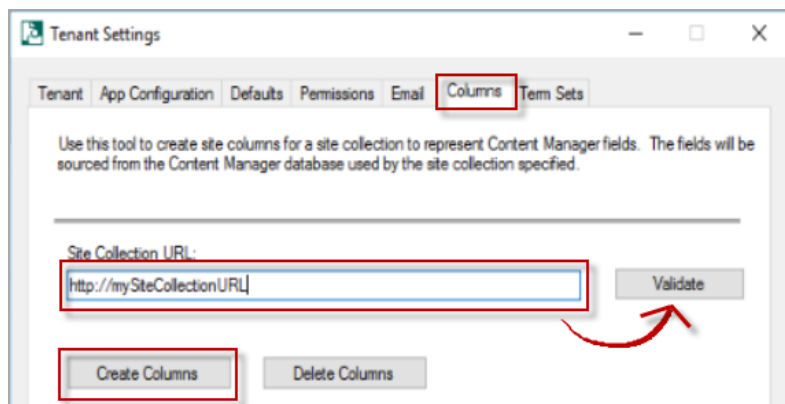 Tenant Settings
Tenant App Configuration Defaults Permissions Email Columns Term Sets
Use this tool to create site columns for a site collection to represent Content Manager fields. The fields will be
sourced from the Content Manager database used by the site collection specified.
Site Collection URL:
http://mySiteCollectionURL
Validate
Create Columns Delete Columns